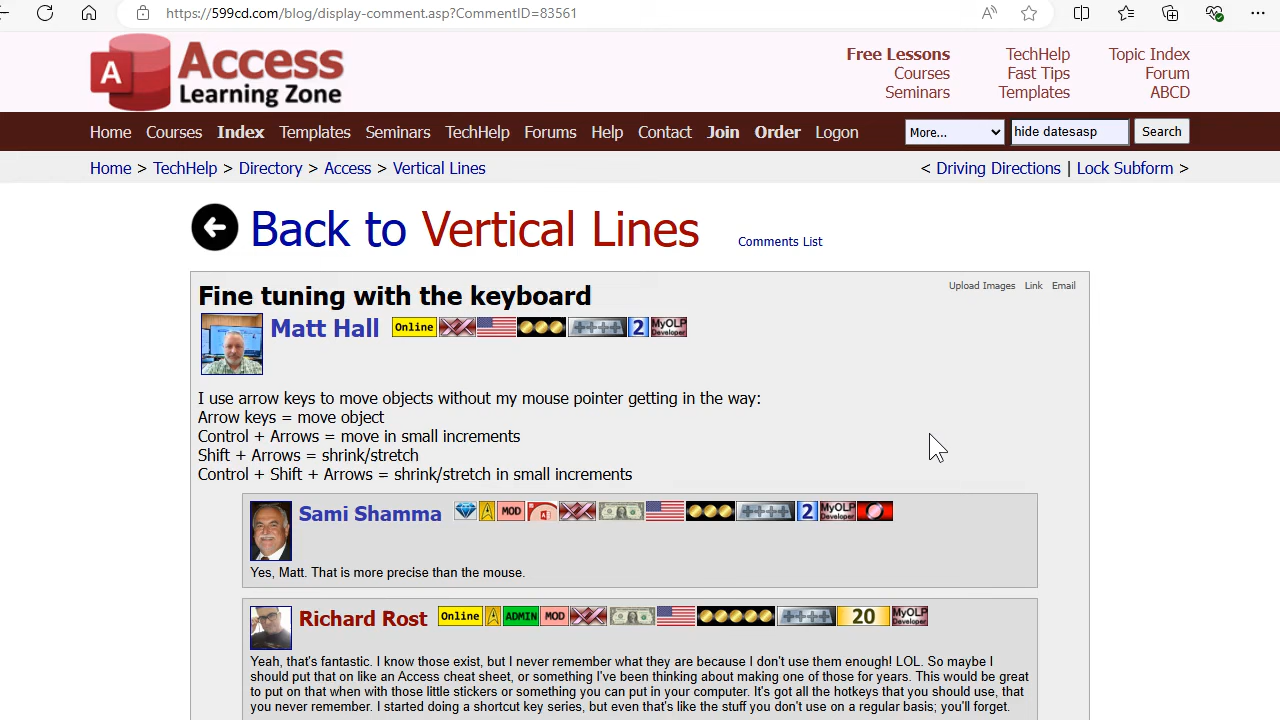 https://599cd.com/blog/display-comment.asp?CommentID=83561
A Access
Learning Zone
Free Lessons TechHelp Topic Index
Courses Fast Tips Forum
Seminars Templates ABCD
Home Courses Index Templates Seminars TechHelp Forums Help Contact Join Order Logon More... hide datesasp Search
Home > TechHelp > Directory > Access > Vertical Lines < Driving Directions | Lock Subform >
Back to Vertical Lines Comments List
Fine tuning with the keyboard Upload Images Link Email
Matt Hall Online 2 MyOLP Developer
I use arrow keys to move objects without my mouse pointer getting in the way:
Arrow keys = move object
Control + Arrows = move in small increments
Shift + Arrows = shrink/stretch
Control + Shift + Arrows = shrink/stretch in small increments
Sami Shamma MOD 2 MyOLP Developer
Yes, Matt. That is more precise than the mouse.
Richard Rost Online ADMIN MOD 20 MyOLP Developer
Yeah, that's fantastic. I know those exist, but I never remember what they are because I don't use them enough! LOL. So maybe I
should put that on like an Access cheat sheet, or something I've been thinking about making one of those for years. This would be great
to put on that when with those little stickers or something you can put in your computer. It's got all the hotkeys that you should use, that
you never remember. I started doing a shortcut key series, but even that's like the stuff you don't use on a regular basis; you'll forget.